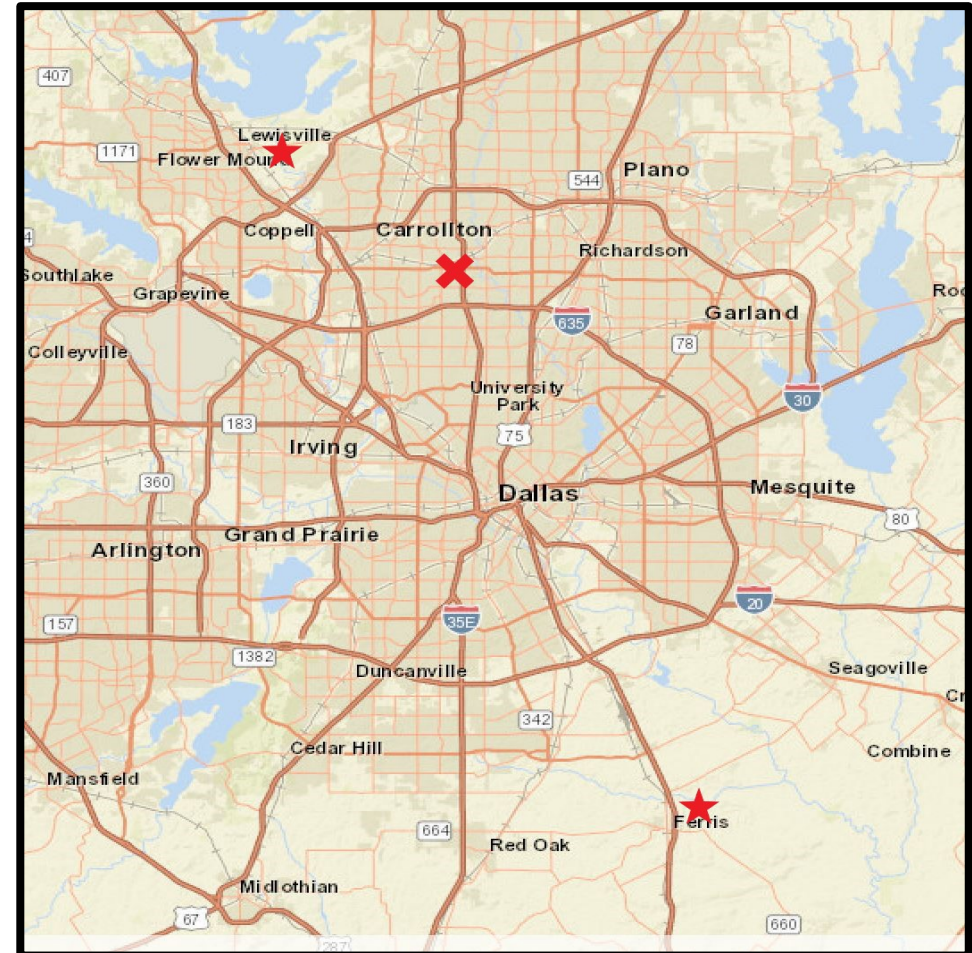 407
Lewisville
1171
Flower Moun
544
Plano
Coppell
Carrollton
Richardson
Southlake
Grapevine
Garland
635
78
Colleyville
University
Park
30
183
75
Irving
360
Dallas
Mesquite
80
Grand Prairie
Arlington
20
157
35E
1382
Duncanville
Seagoville
342
Cedar Hill
Combine
Mansfield
Ferris
664
Red Oak
Midlothian
67
660
287